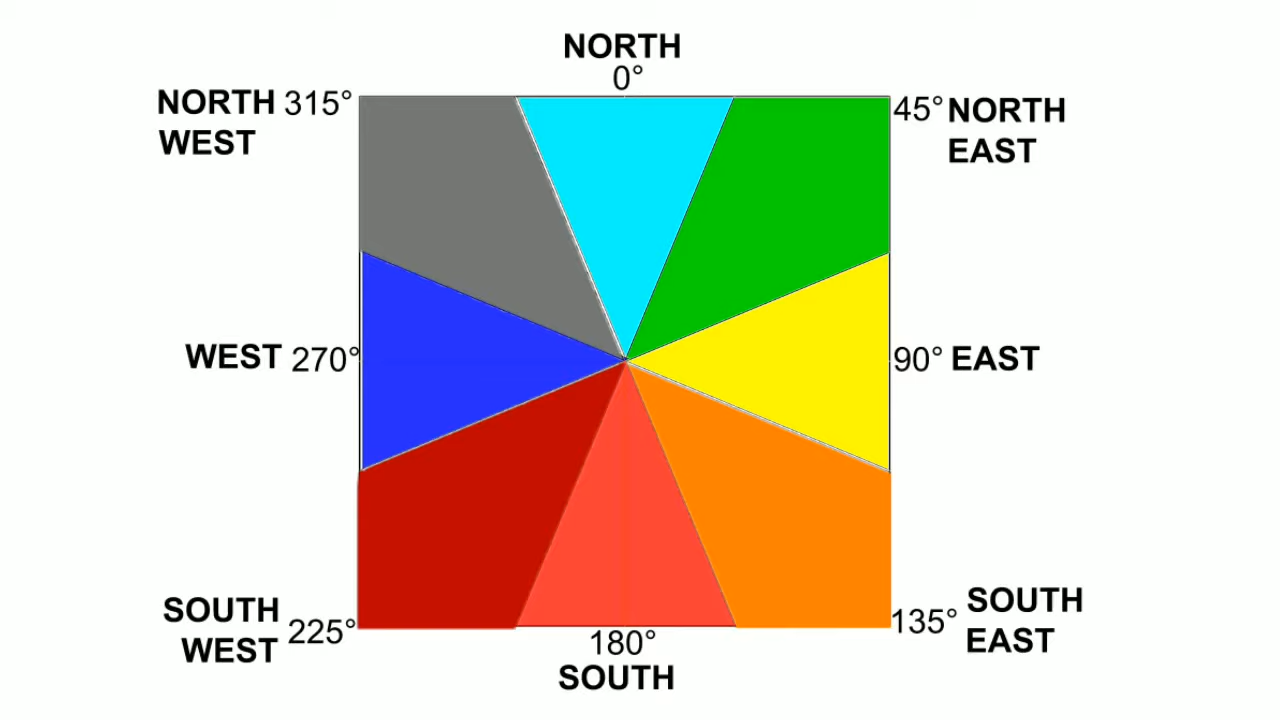 NORTH
0°
NORTH 315°
WEST
45° NORTH
EAST
WEST 270°
90° EAST
SOUTH
WEST 225°
135° SOUTH
EAST
180°
SOUTH